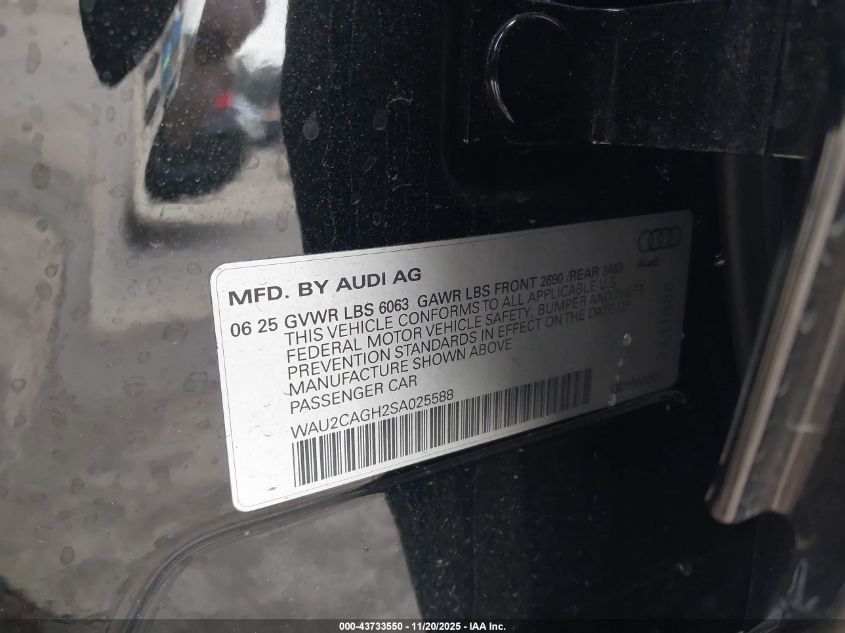 MFD. BY AUDI AG
06 25 GVWR LBS 6063 GAWR LBS FRONT 2690 /REAR
THIS VEHICLE CONFORMS TO ALL APPLICABLE U.S.
FEDERAL MOTOR VEHICLE SAFETY, BUMPER AND THEFT
PREVENTION STANDARDS IN EFFECT ON THE DATE OF
MANUFACTURE SHOWN ABOVE
PASSENGER CAR
WAU2CAGH2SA025588
Audi
GERMANY
000-43733550 - 11/20/2025 - IAA Inc.